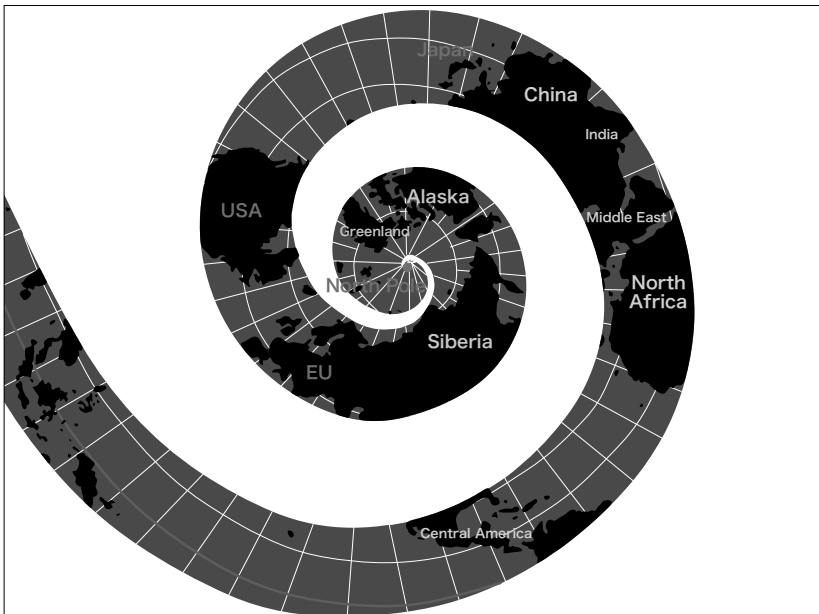 Japan
China
India
Alaska
USA
Middle East
Greenland
North Pole
North
Africa
Siberia
EU
Central America